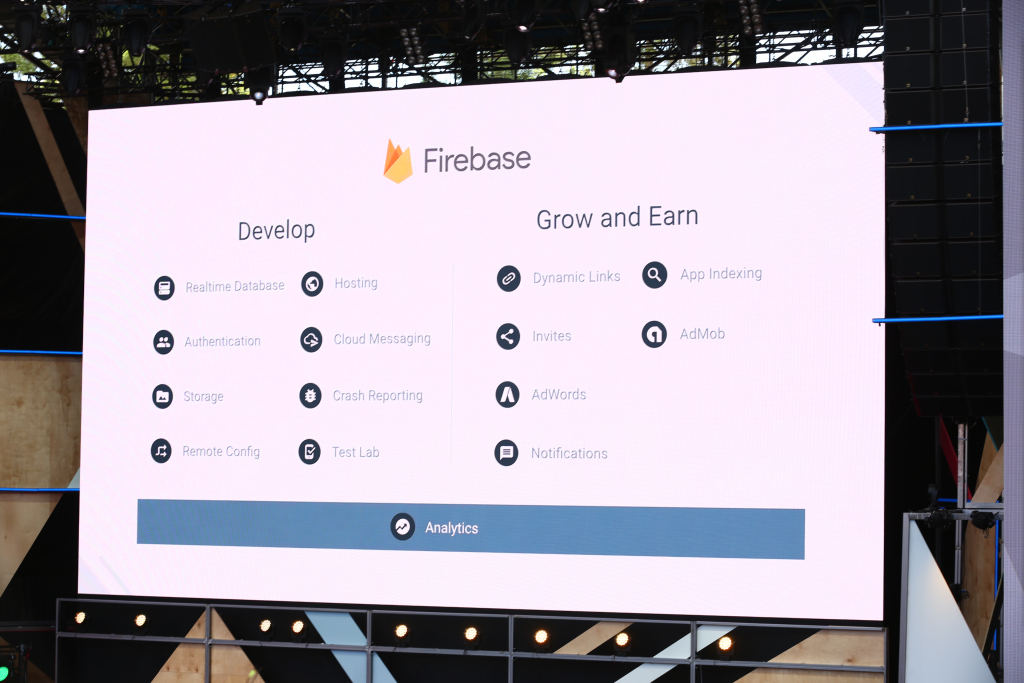 Firebase
Develop
Realtime Database
Hosting
Authentication
Cloud Messaging
Storage
Crash Reporting
Remote Config
Test Lab
Grow and Earn
Dynamic Links
App Indexing
Invites
AdMob
AdWords
Notifications
Analytics